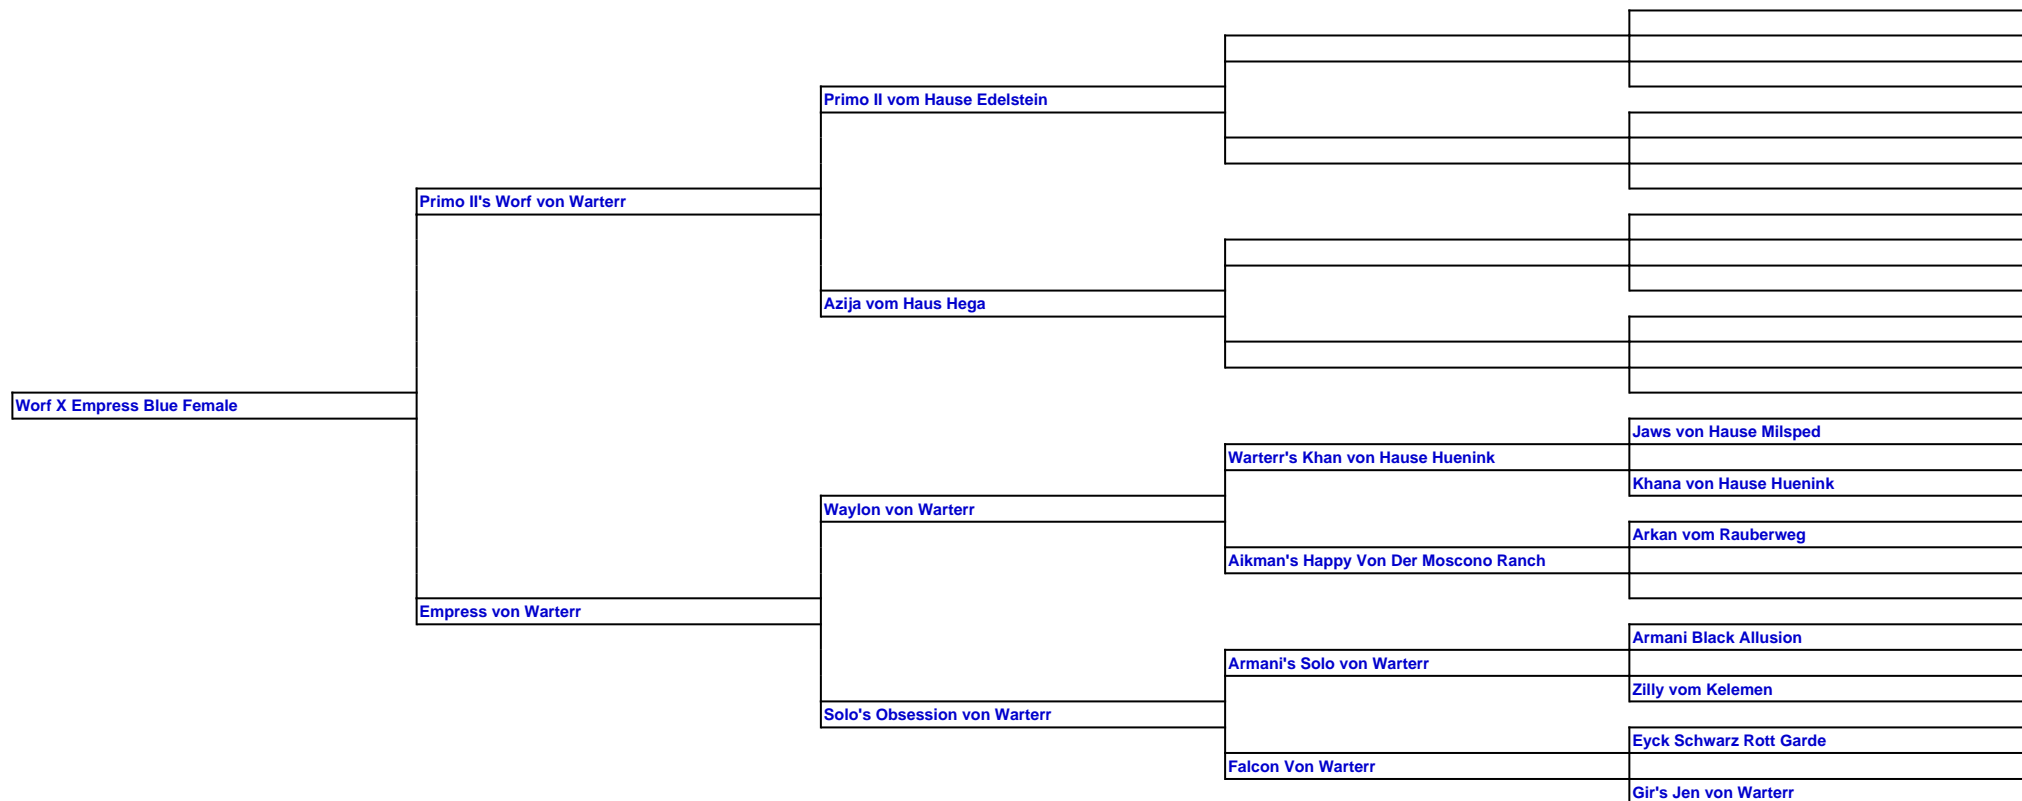 Primo II vom Hause Edelstein
Primo II's Worf von Warterr
Azija vom Haus Hega
Worf X Empress Blue Female
Jaws von Hause Milsped
Warterr's Khan von Hause Huenink
Khana von Hause Huenink
Waylon von Warterr
Arkan vom Rauberweg
Aikman's Happy Von Der Moscono Ranch
Empress von Warterr
Armani Black Allusion
Armani's Solo von Warterr
Zilly vom Kelemen
Solo's Obsession von Warterr
Eyck Schwarz Rott Garde
Falcon Von Warterr
Gir's Jen von Warterr